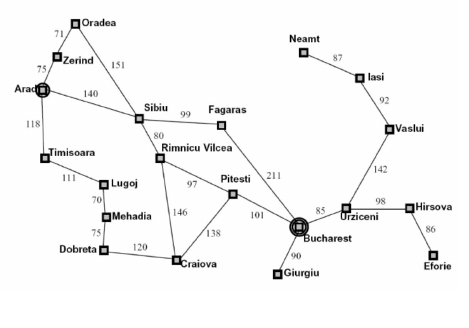 Oradea
71
Neamt
87
Zerind
151
75
Iasi
Arad
140
92
Sibiu
99
Fagaras
118
80
Vaslui
Timisoara
Rimnicu Vilcea
111
142
211
Lugoj
97
Pitesti
70
Mehadia
146
101
85
98
Hirsova
Urziceni
75
138
86
Bucharest
Dobreta
120
90
Craiova
Eforie
Giurgiu